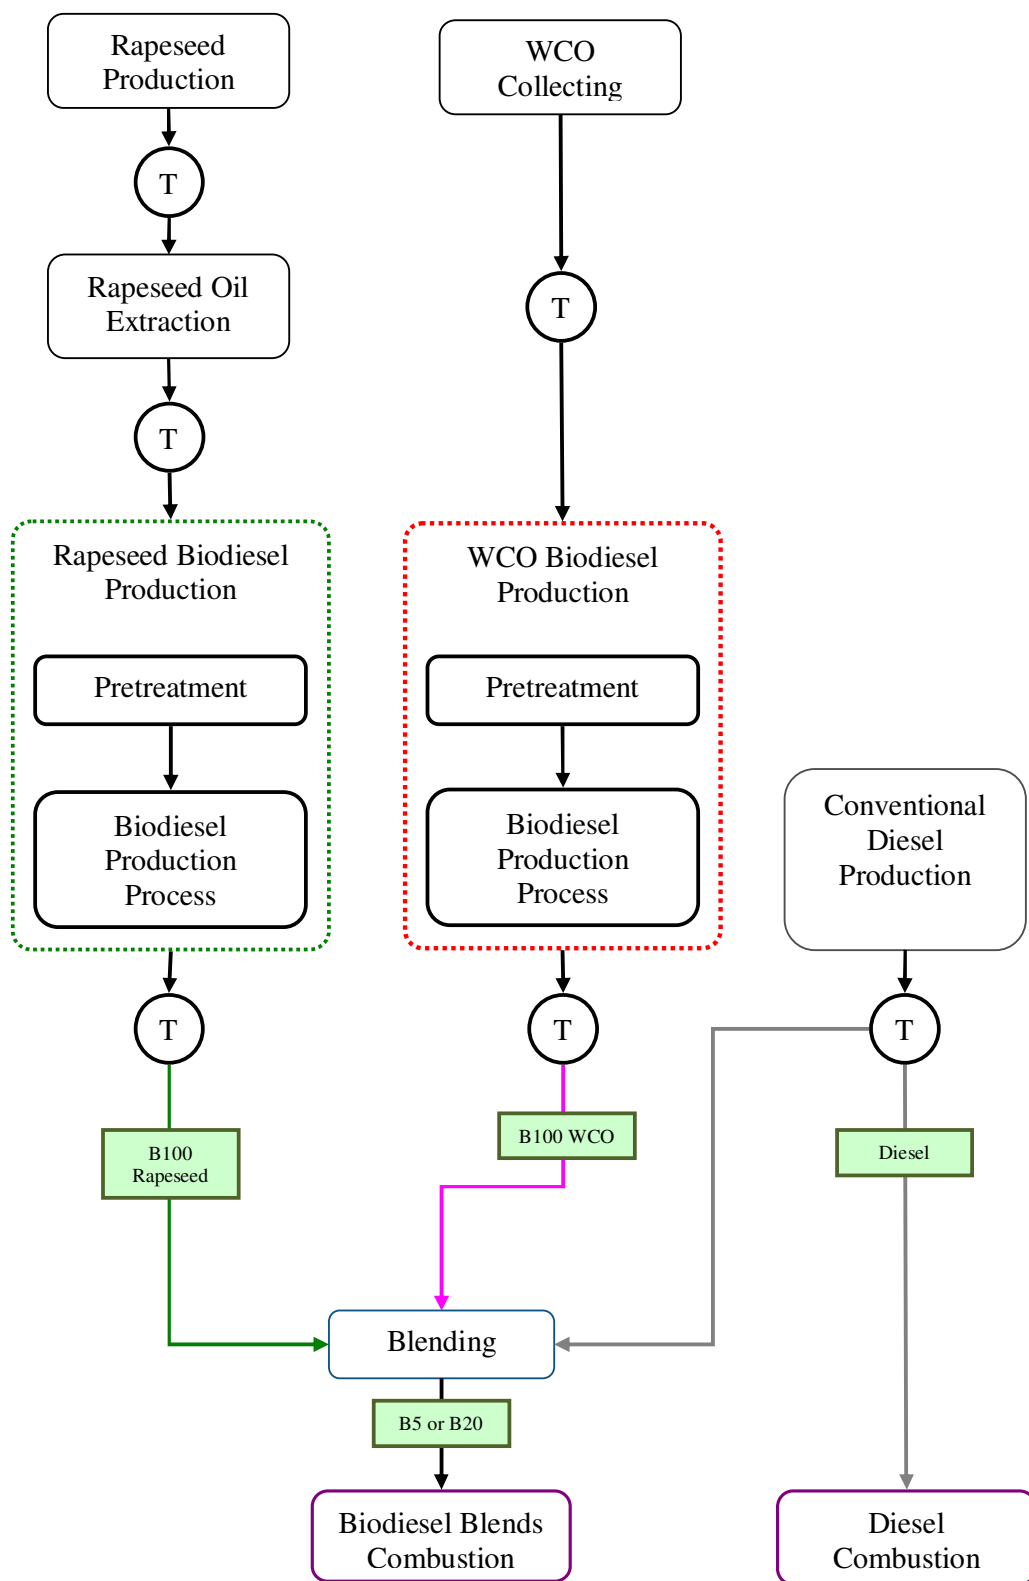 Rapeseed
Production
T
Rapeseed Oil
Extraction
T
Rapeseed Biodiesel
Production
Pretreatment
Biodiesel
Production
Process
T
B100
Rapeseed
WCO
Collecting
T
WCO Biodiesel
Production
Pretreatment
Biodiesel
Production
Process
T
B100 WCO
Conventional
Diesel
Production
T
Diesel
Blending
B5 or B20
Biodiesel Blends
Combustion
Diesel
Combustion